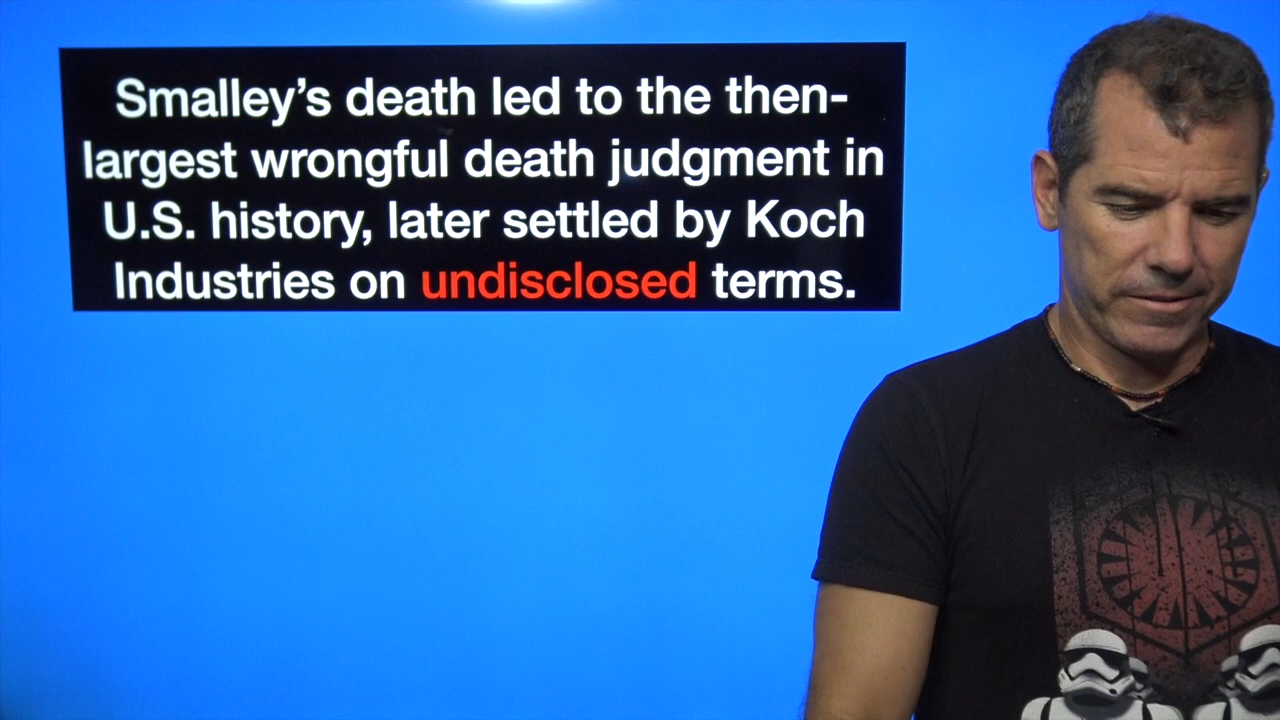 Smalley’s death led to the then-
largest wrongful death judgment in
U.S. history, later settled by Koch
Industries on undisclosed terms.